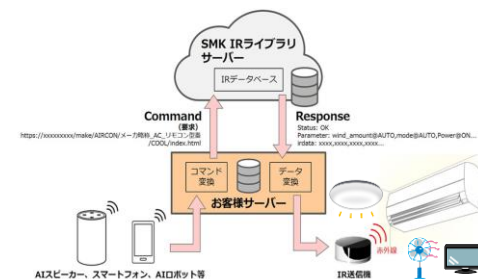 SMK IRライブラリ
サーバー
IRデータベース
Command
(要求)
https://xxxxxxxxx/make/AIRCON/メーカ略称_AC_リモコン型番
/COOL/index.html
Response
Status: OK
Parameter: wind_amount@AUTO,mode@AUTO,Power@ON...
irdata: xxxx,xxxx,xxxx,xxxx...
コマンド
変換
データ
変換
お客様サーバー
赤外線
AIスピーカー、スマートフォン、AIロボット等
IR送信機